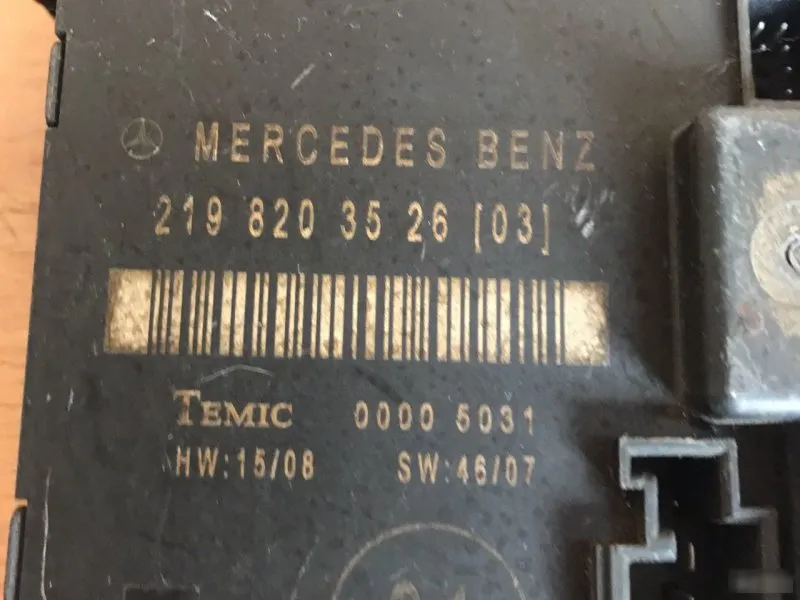 MERCEDES BENZ
219 820 35 26 [03]
TEMIC 0000 5031
HW:15/08 SW:46/07